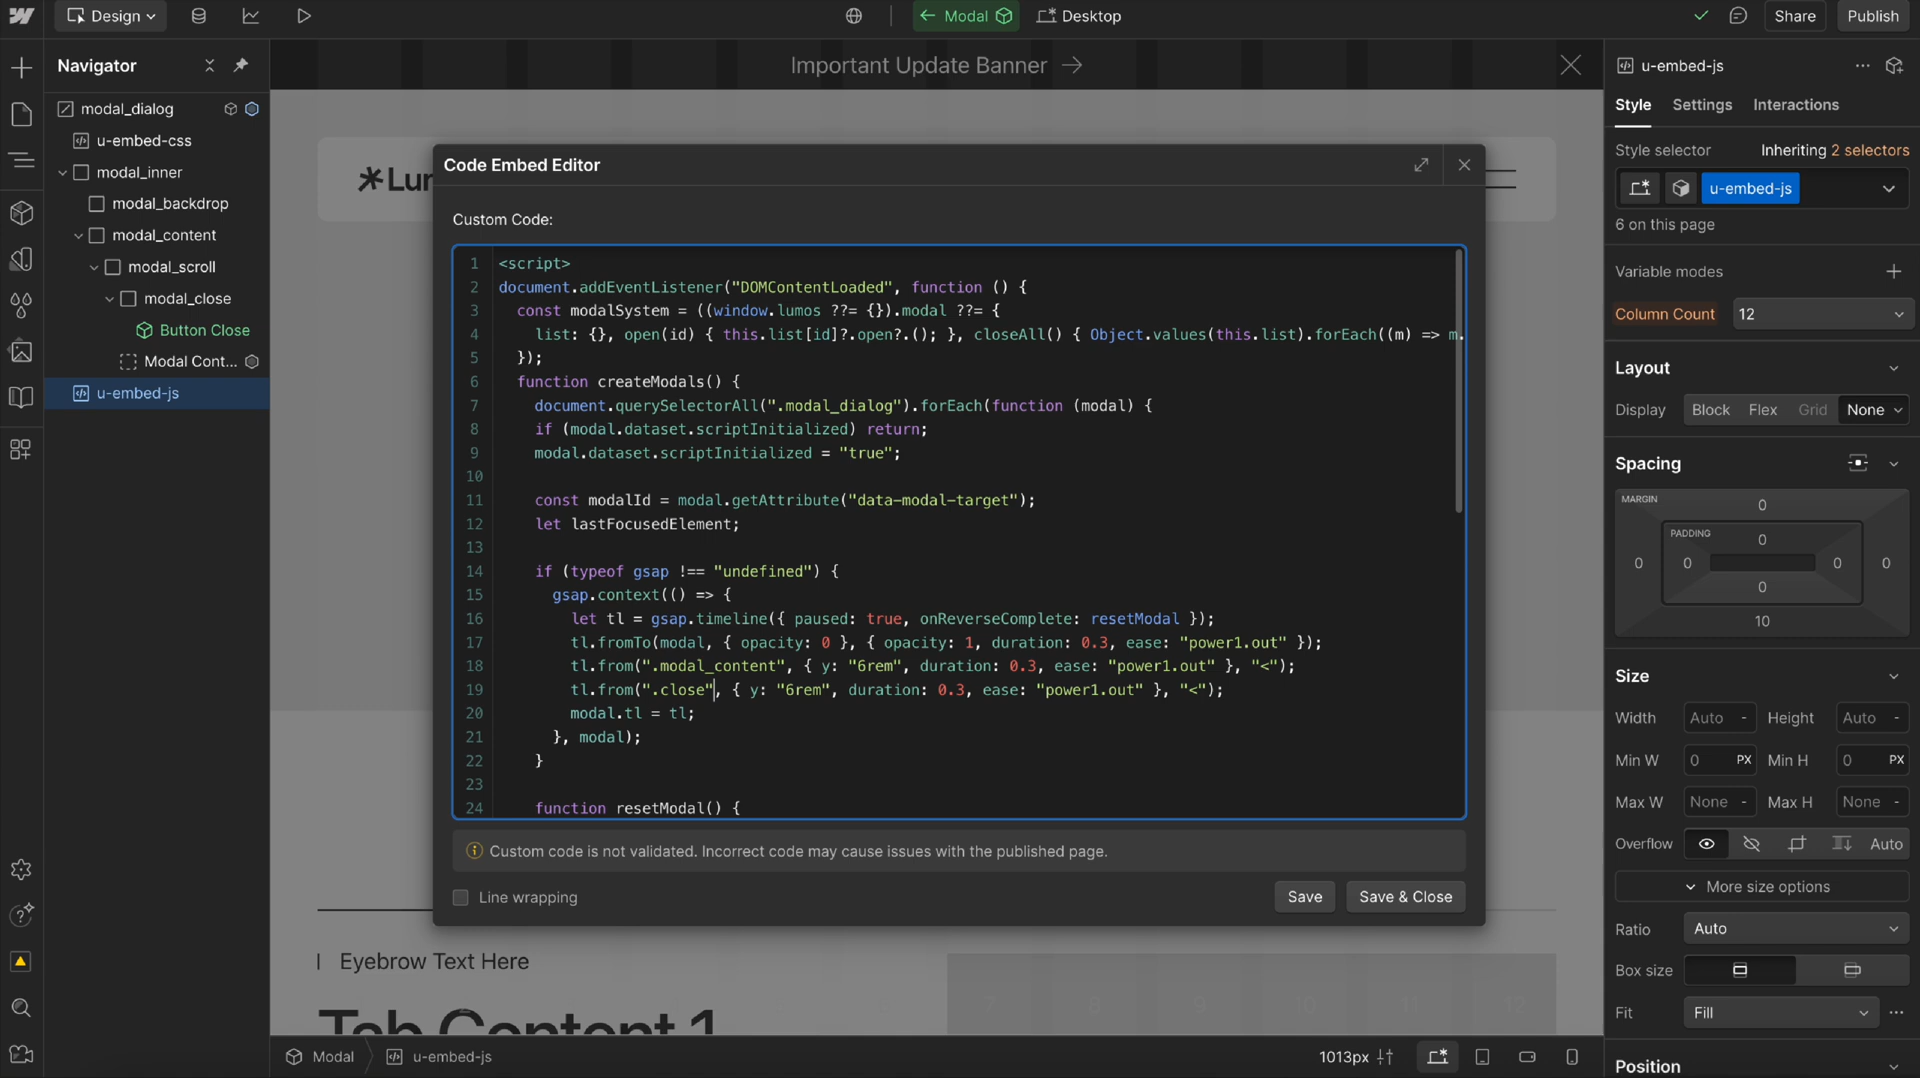 Design
Modal
Desktop
Share
Publish
Navigator
modal_dialog
u-embed-css
modal_inner
modal_backdrop
modal_content
modal_scroll
modal_close
Button Close
Modal Cont...
u-embed-js
Important Update Banner →
Lum
Code Embed Editor
Custom Code:
1 <script>
2 document.addEventListener("DOMContentLoaded", function () {
3 const modalSystem = ((window.lumos ??= {}).modal ??= {
4 list: {}, open(id) { this.list[id]?.open?.(); }, closeAll() { Object.values(this.list).forEach((m) => m.
5 });
6 function createModals() {
7 document.querySelectorAll(".modal_dialog").forEach(function (modal) {
8 if (modal.dataset.scriptInitialized) return;
9 modal.dataset.scriptInitialized = "true";
10
11 const modalId = modal.getAttribute("data-modal-target");
12 let lastFocusedElement;
13
14 if (typeof gsap !== "undefined") {
15 gsap.context(() => {
16 let tl = gsap.timeline({ paused: true, onReverseComplete: resetModal });
17 tl.fromTo(modal, { opacity: 0 }, { opacity: 1, duration: 0.3, ease: "power1.out" });
18 tl.from(".modal_content", { y: "6rem", duration: 0.3, ease: "power1.out" }, "<");
19 tl.from(".close", { y: "6rem", duration: 0.3, ease: "power1.out" }, "<");
20 modal.tl = tl;
21 }, modal);
22 }
23
24 function resetModal() {
Custom code is not validated. Incorrect code may cause issues with the published page.
Line wrapping
Save
Save & Close
Eyebrow Text Here
Tab Content 1
7 8 9 10 11 12
Modal
u-embed-js
1013px
u-embed-js
Style
Settings
Interactions
Style selector
Inheriting 2 selectors
u-embed-js
6 on this page
Variable modes
Column Count 12
Layout
Display Block Flex Grid None
Spacing
MARGIN
0
PADDING
0
0 0 0 0
0
10
Size
Width Auto - Height Auto -
Min W 0 PX Min H 0 PX
Max W None - Max H None -
Overflow Auto
More size options
Ratio Auto
Box size
Fit Fill
Position